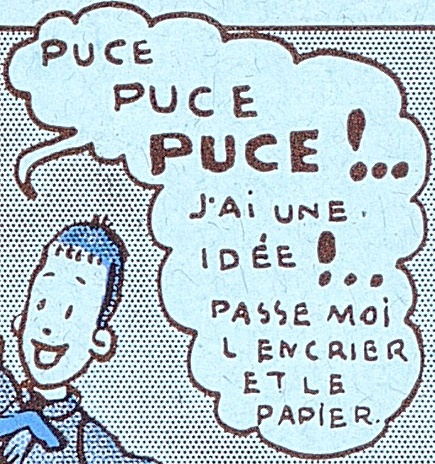 PUCE
PUCE
PUCE !...
J'AI UNE.
IDÉE !...
PASSE MOI
L ENCRIER
ET LE
PAPIER.